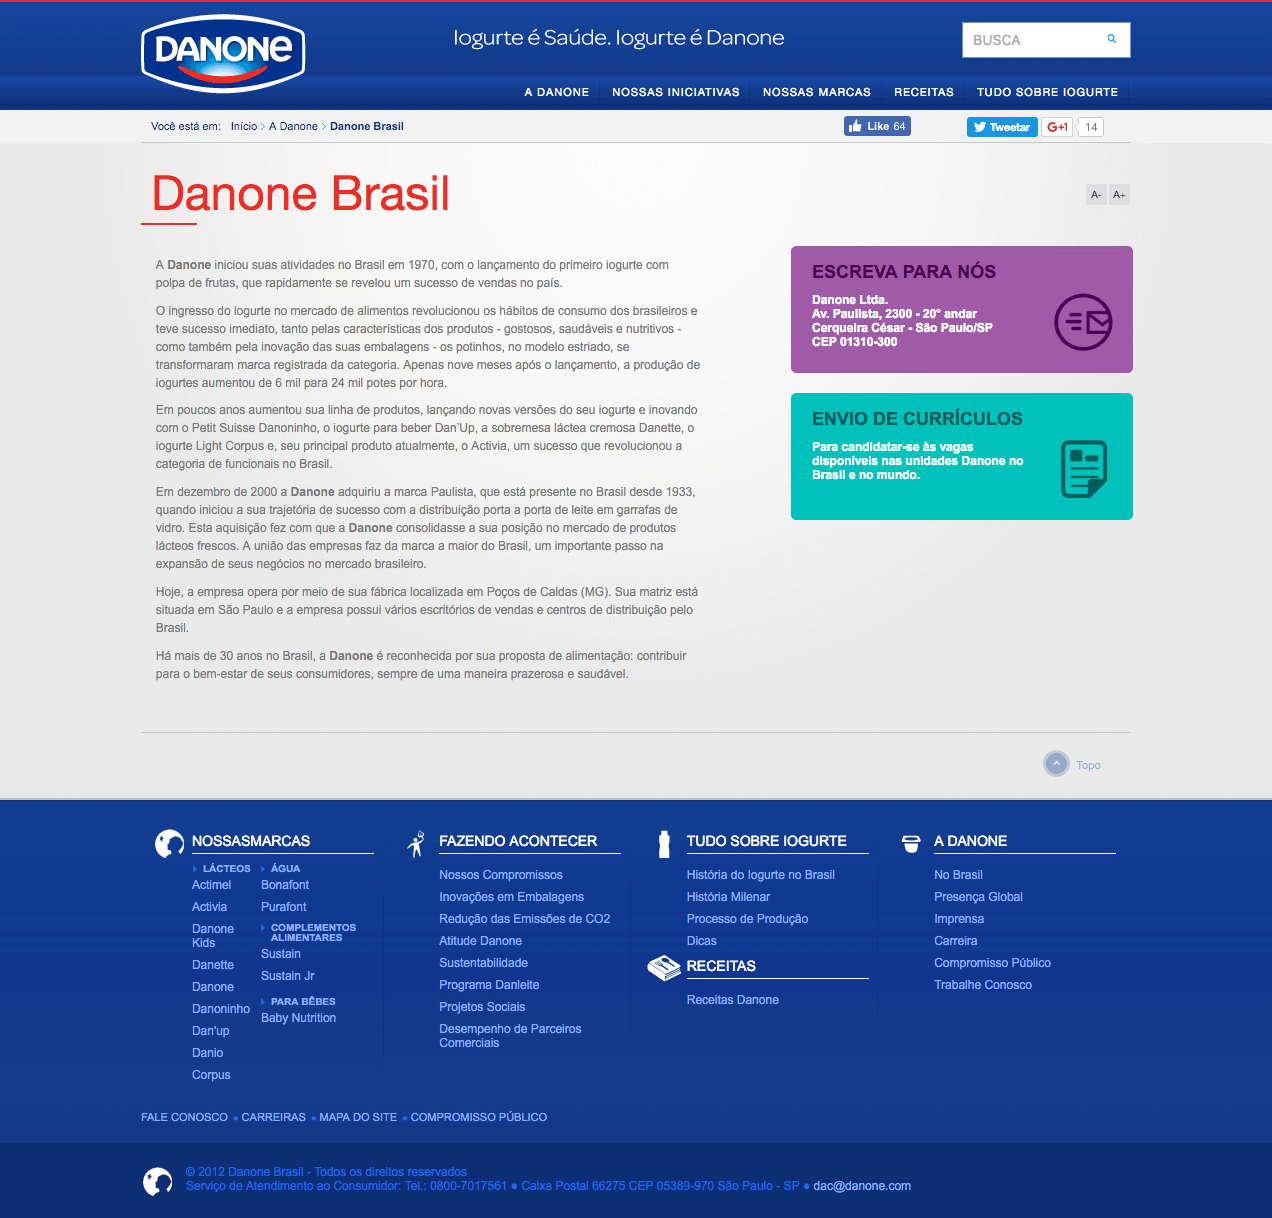 DANONE
Iogurte é Saúde. Iogurte é Danone
BUSCA
A DANONE
NOSSAS INICIATIVAS
NOSSAS MARCAS
RECEITAS
TUDO SOBRE IOGURTE
Você está em: Início > A Danone > Danone Brasil
Like 64
Tweetar
G+1
14
Danone Brasil
A-
A+
A Danone iniciou suas atividades no Brasil em 1970, com o lançamento do primeiro iogurte com
polpa de frutas, que rapidamente se revelou um sucesso de vendas no país.
O ingresso do iogurte no mercado de alimentos revolucionou os hábitos de consumo dos brasileiros e
teve sucesso imediato, tanto pelas características dos produtos - gostosos, saudáveis e nutritivos -
como também pela inovação das suas embalagens - os potinhos, no modelo estriado, se
transformaram marca registrada da categoria. Apenas nove meses após o lançamento, a produção de
iogurtes aumentou de 6 mil para 24 mil potes por hora.
Em poucos anos aumentou sua linha de produtos, lançando novas versões do seu iogurte e inovando
com o Petit Suisse Danoninho, o iogurte para beber Dan'Up, a sobremesa láctea cremosa Danette, o
iogurte Light Corpus e, seu principal produto atualmente, o Activia, um sucesso que revolucionou a
categoria de funcionais no Brasil.
Em dezembro de 2000 a Danone adquiriu a marca Paulista, que está presente no Brasil desde 1933,
quando iniciou a sua trajetória de sucesso com a distribuição porta a porta de leite em garrafas de
vidro. Esta aquisição fez com que a Danone consolidasse a sua posição no mercado de produtos
lácteos frescos. A união das empresas faz da marca a maior do Brasil, um importante passo na
expansão de seus negócios no mercado brasileiro.
Hoje, a empresa opera por meio de sua fábrica localizada em Poços de Caldas (MG). Sua matriz está
situada em São Paulo e a empresa possui vários escritórios de vendas e centros de distribuição pelo
Brasil.
Há mais de 30 anos no Brasil, a Danone é reconhecida por sua proposta de alimentação: contribuir
para o bem-estar de seus consumidores, sempre de uma maneira prazerosa e saudável.
ESCREVA PARA NÓS
Danone Ltda.
Av. Paulista, 2300 - 20° andar
Cerqueira César - São Paulo/SP
CEP 01310-300
ENVIO DE CURRÍCULOS
Para candidatar-se às vagas
disponíveis nas unidades Danone no
Brasil e no mundo.
Topo
NOSSASMARCAS
LÁCTEOS
Actimel
Activia
Danone
Kids
Danette
Danone
Danoninho
Dan'up
Danio
Corpus
ÁGUA
Bonafont
Purafont
COMPLEMENTOS
ALIMENTARES
Sustain
Sustain Jr
PARA BÊBES
Baby Nutrition
FAZENDO ACONTECER
Nossos Compromissos
Inovações em Embalagens
Redução das Emissões de CO2
Atitude Danone
Sustentabilidade
Programa Danleite
Projetos Sociais
Desempenho de Parceiros
Comerciais
TUDO SOBRE IOGURTE
História do Iogurte no Brasil
História Milenar
Processo de Produção
Dicas
RECEITAS
Receitas Danone
A DANONE
No Brasil
Presença Global
Imprensa
Carreira
Compromisso Público
Trabalhe Conosco
FALE CONOSCO • CARREIRAS • MAPA DO SITE • COMPROMISSO PÚBLICO
© 2012 Danone Brasil - Todos os direitos reservados
Serviço de Atendimento ao Consumidor: Tel.: 0800-7017561 ● Caixa Postal 66275 CEP 05389-970 São Paulo - SP ● dac@danone.com